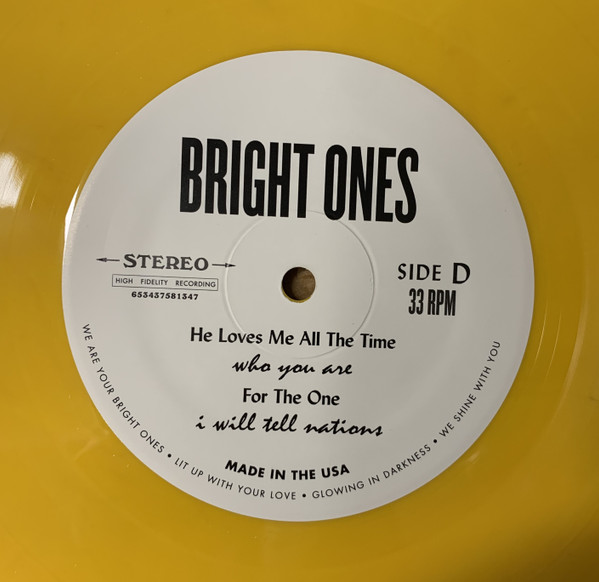 BRIGHT ONES
STEREO
HIGH FIDELITY RECORDING
653437581347
SIDE D
33 RPM
He Loves Me All The Time
who you are
For The One
i will tell nations
MADE IN THE USA
WE ARE YOUR BRIGHT ONES • LIT UP WITH YOUR LOVE • GLOWING IN DARKNESS • WE SHINE WITH YOU